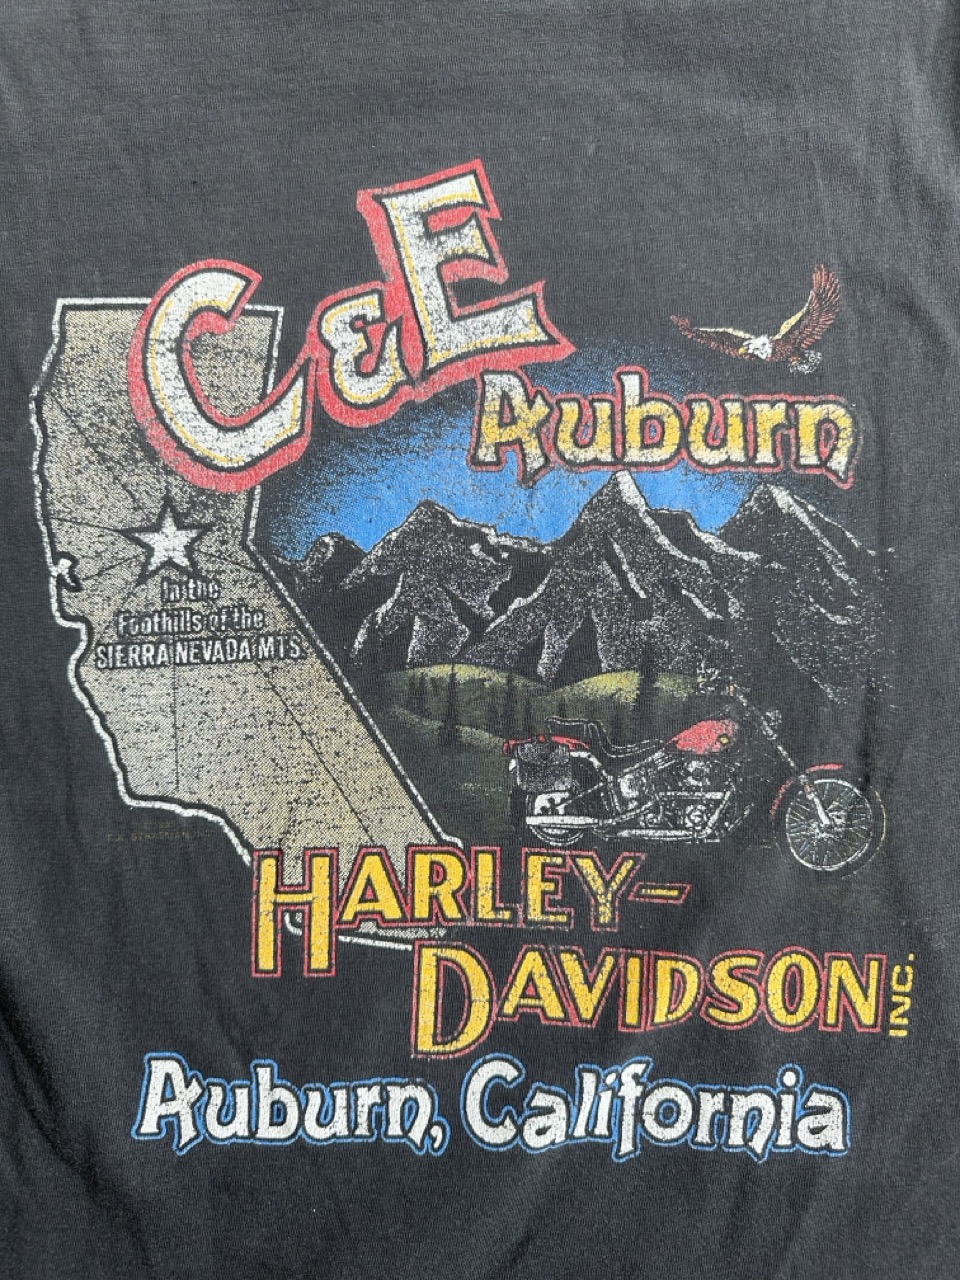 C&E
Auburn
In the
Foothills of the
SIERRA NEVADA MTS.
HARLEY-
DAVIDSON INC.
Auburn, California